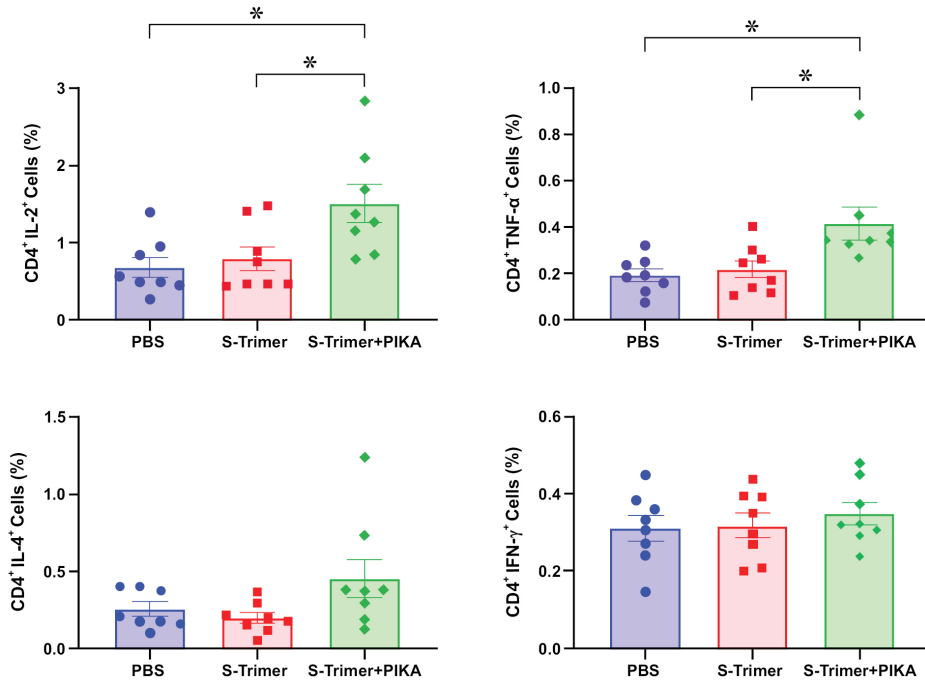 *
*
CD4⁺ IL-2⁺ Cells (%)
3
2
1
0
PBS
S-Trimer
S-Trimer+PIKA
*
*
CD4⁺ TNF-α⁺ Cells (%)
1.0
0.8
0.6
0.4
0.2
0.0
PBS
S-Trimer
S-Trimer+PIKA
CD4⁺ IL-4⁺ Cells (%)
1.5
1.0
0.5
0.0
PBS
S-Trimer
S-Trimer+PIKA
CD4⁺ IFN-γ⁺ Cells (%)
0.6
0.4
0.2
0.0
PBS
S-Trimer
S-Trimer+PIKA